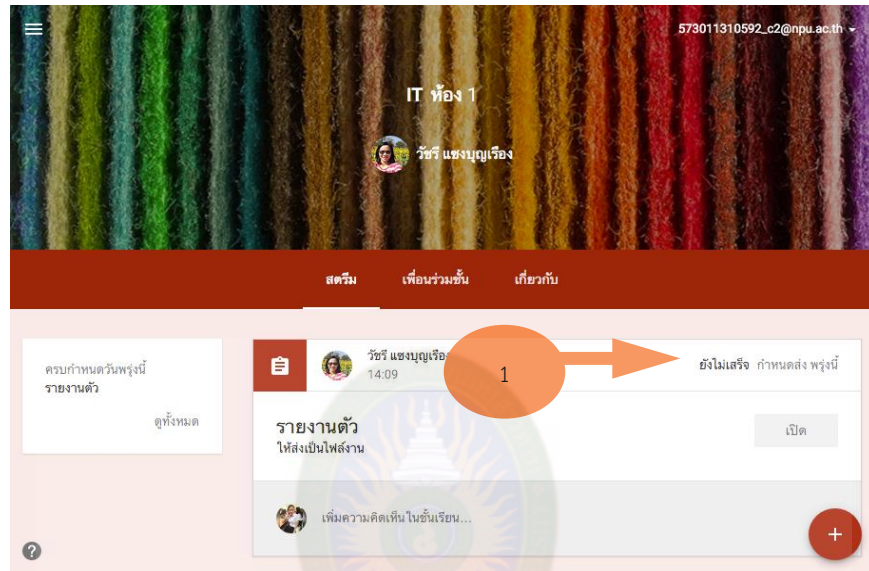 573011310592_c2@npu.ac.th
IT ห้อง 1
วัชรี แซงบุญเรือง
สตรีม เพื่อนร่วมชั้น เกี่ยวกับ
ครบกำหนดวันพรุ่งนี้
รายงานตัว
ดูทั้งหมด
วัชรี แซงบุญเรือง
14:09
1
ยังไม่เสร็จ กำหนดส่ง พรุ่งนี้
รายงานตัว
ให้ส่งเป็นไฟล์งาน
เปิด
เพิ่มความคิดเห็นในชั้นเรียน...